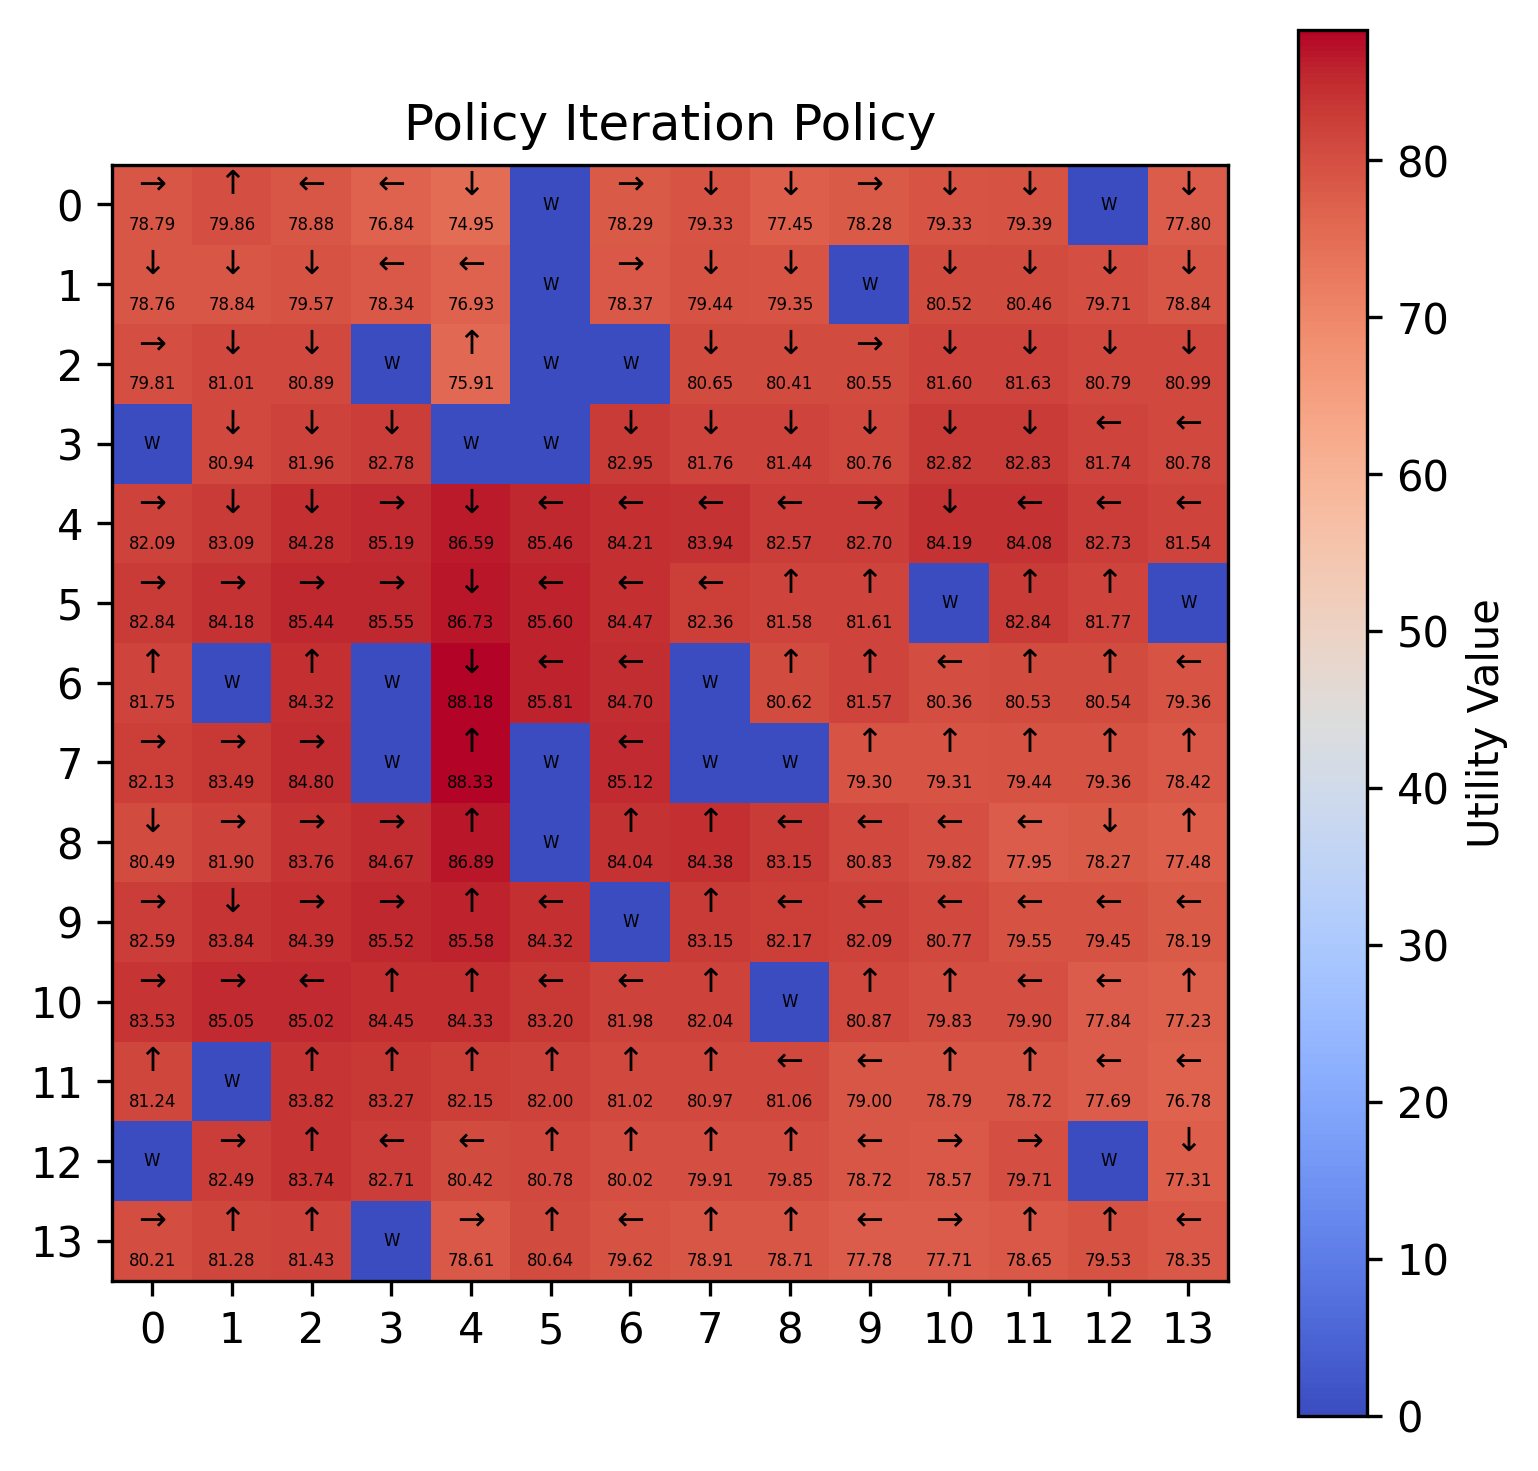 Policy Iteration Policy
0 → ↑ ← ← ↓ W → ↓ ↓ → ↓ ↓ W ↓
78.79 79.86 78.88 76.84 74.95 78.29 79.33 77.45 78.28 79.33 79.39 77.80
1 ↓ ↓ ↓ ← ← W → ↓ ↓ W ↓ ↓ ↓ ↓
78.76 78.84 79.57 78.34 76.93 78.37 79.44 79.35 80.52 80.46 79.71 78.84
2 → ↓ ↓ W ↑ W W ↓ ↓ → ↓ ↓ ↓ ↓
79.81 81.01 80.89 75.91 80.65 80.41 80.55 81.60 81.63 80.79 80.99
3 W ↓ ↓ ↓ W W ↓ ↓ ↓ ↓ ↓ ↓ ← ←
80.94 81.96 82.78 82.95 81.76 81.44 80.76 82.82 82.83 81.74 80.78
4 → ↓ ↓ → ↓ ← ← ← ← → ↓ ← ← ←
82.09 83.09 84.28 85.19 86.59 85.46 84.21 83.94 82.57 82.70 84.19 84.08 82.73 81.54
5 → → → → ↓ ← ← ← ↑ ↑ W ↑ ↑ W
82.84 84.18 85.44 85.55 86.73 85.60 84.47 82.36 81.58 81.61 82.84 81.77
6 ↑ W ↑ W ↓ ← ← W ↑ ↑ ← ↑ ↑ ←
81.75 84.32 88.18 85.81 84.70 80.62 81.57 80.36 80.53 80.54 79.36
7 → → → W ↑ W ← W W ↑ ↑ ↑ ↑ ↑
82.13 83.49 84.80 88.33 85.12 79.30 79.31 79.44 79.36 78.42
8 ↓ → → → ↑ W ↑ ↑ ← ← ← ← ↓ ↑
80.49 81.90 83.76 84.67 86.89 84.04 84.38 83.15 80.83 79.82 77.95 78.27 77.48
9 → ↓ → → ↑ ← W ↑ ← ← ← ← ← ←
82.59 83.84 84.39 85.52 85.58 84.32 83.15 82.17 82.09 80.77 79.55 79.45 78.19
10 → → ← ↑ ↑ ← ← ↑ W ↑ ↑ ← ← ↑
83.53 85.05 85.02 84.45 84.33 83.20 81.98 82.04 80.87 79.83 79.90 77.84 77.23
11 ↑ W ↑ ↑ ↑ ↑ ↑ ↑ ← ← ↑ ↑ ← ←
81.24 83.82 83.27 82.15 82.00 81.02 80.97 81.06 79.00 78.79 78.72 77.69 76.78
12 W → ↑ ← ← ↑ ↑ ↑ ↑ ← → → W ↓
82.49 83.74 82.71 80.42 80.78 80.02 79.91 79.85 78.72 78.57 79.71 77.31
13 → ↑ ↑ W → ↑ ← ↑ ↑ ← → ↑ ↑ ←
80.21 81.28 81.43 78.61 80.64 79.62 78.91 78.71 77.78 77.71 78.65 79.53 78.35
0 1 2 3 4 5 6 7 8 9 10 11 12 13
80
70
60
50
40
30
20
10
0
Utility Value